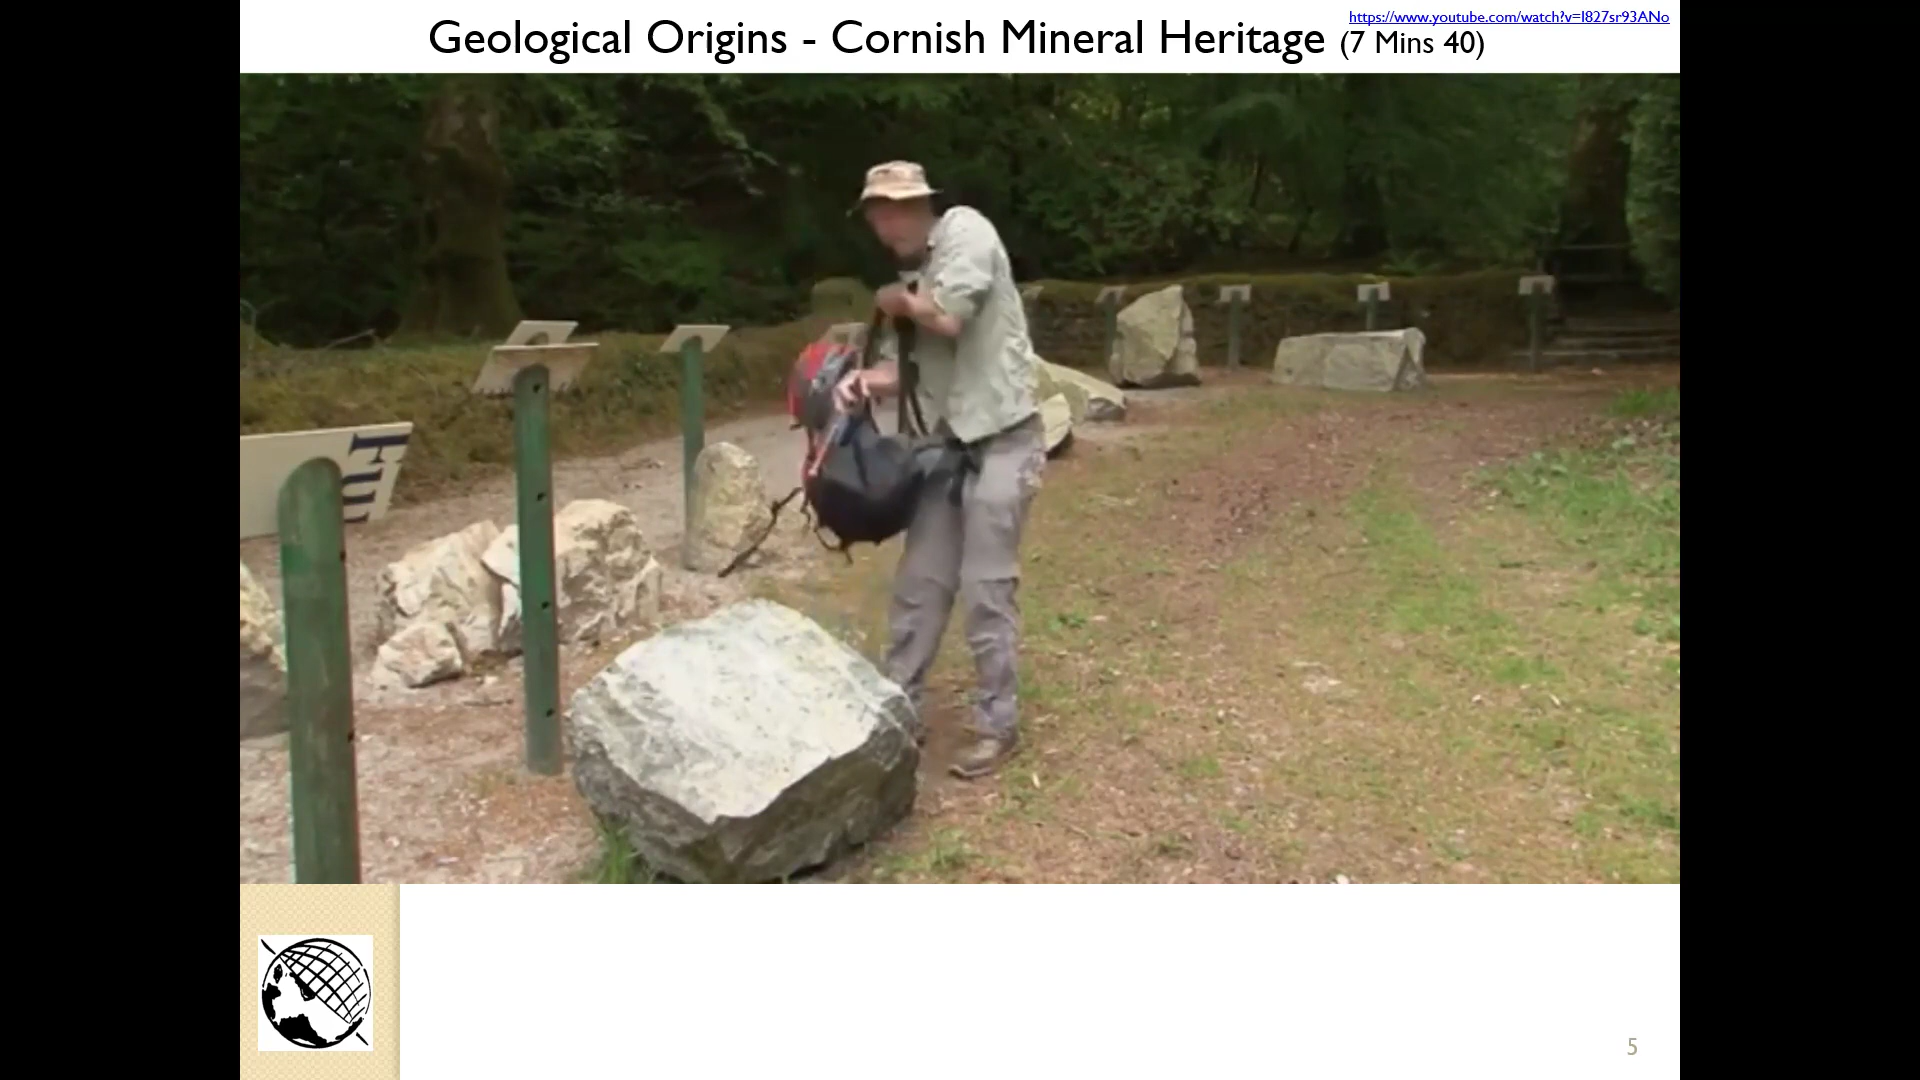 https://www.youtube.com/watch?v=I827sr93ANo
Geological Origins - Cornish Mineral Heritage (7 Mins 40)
5